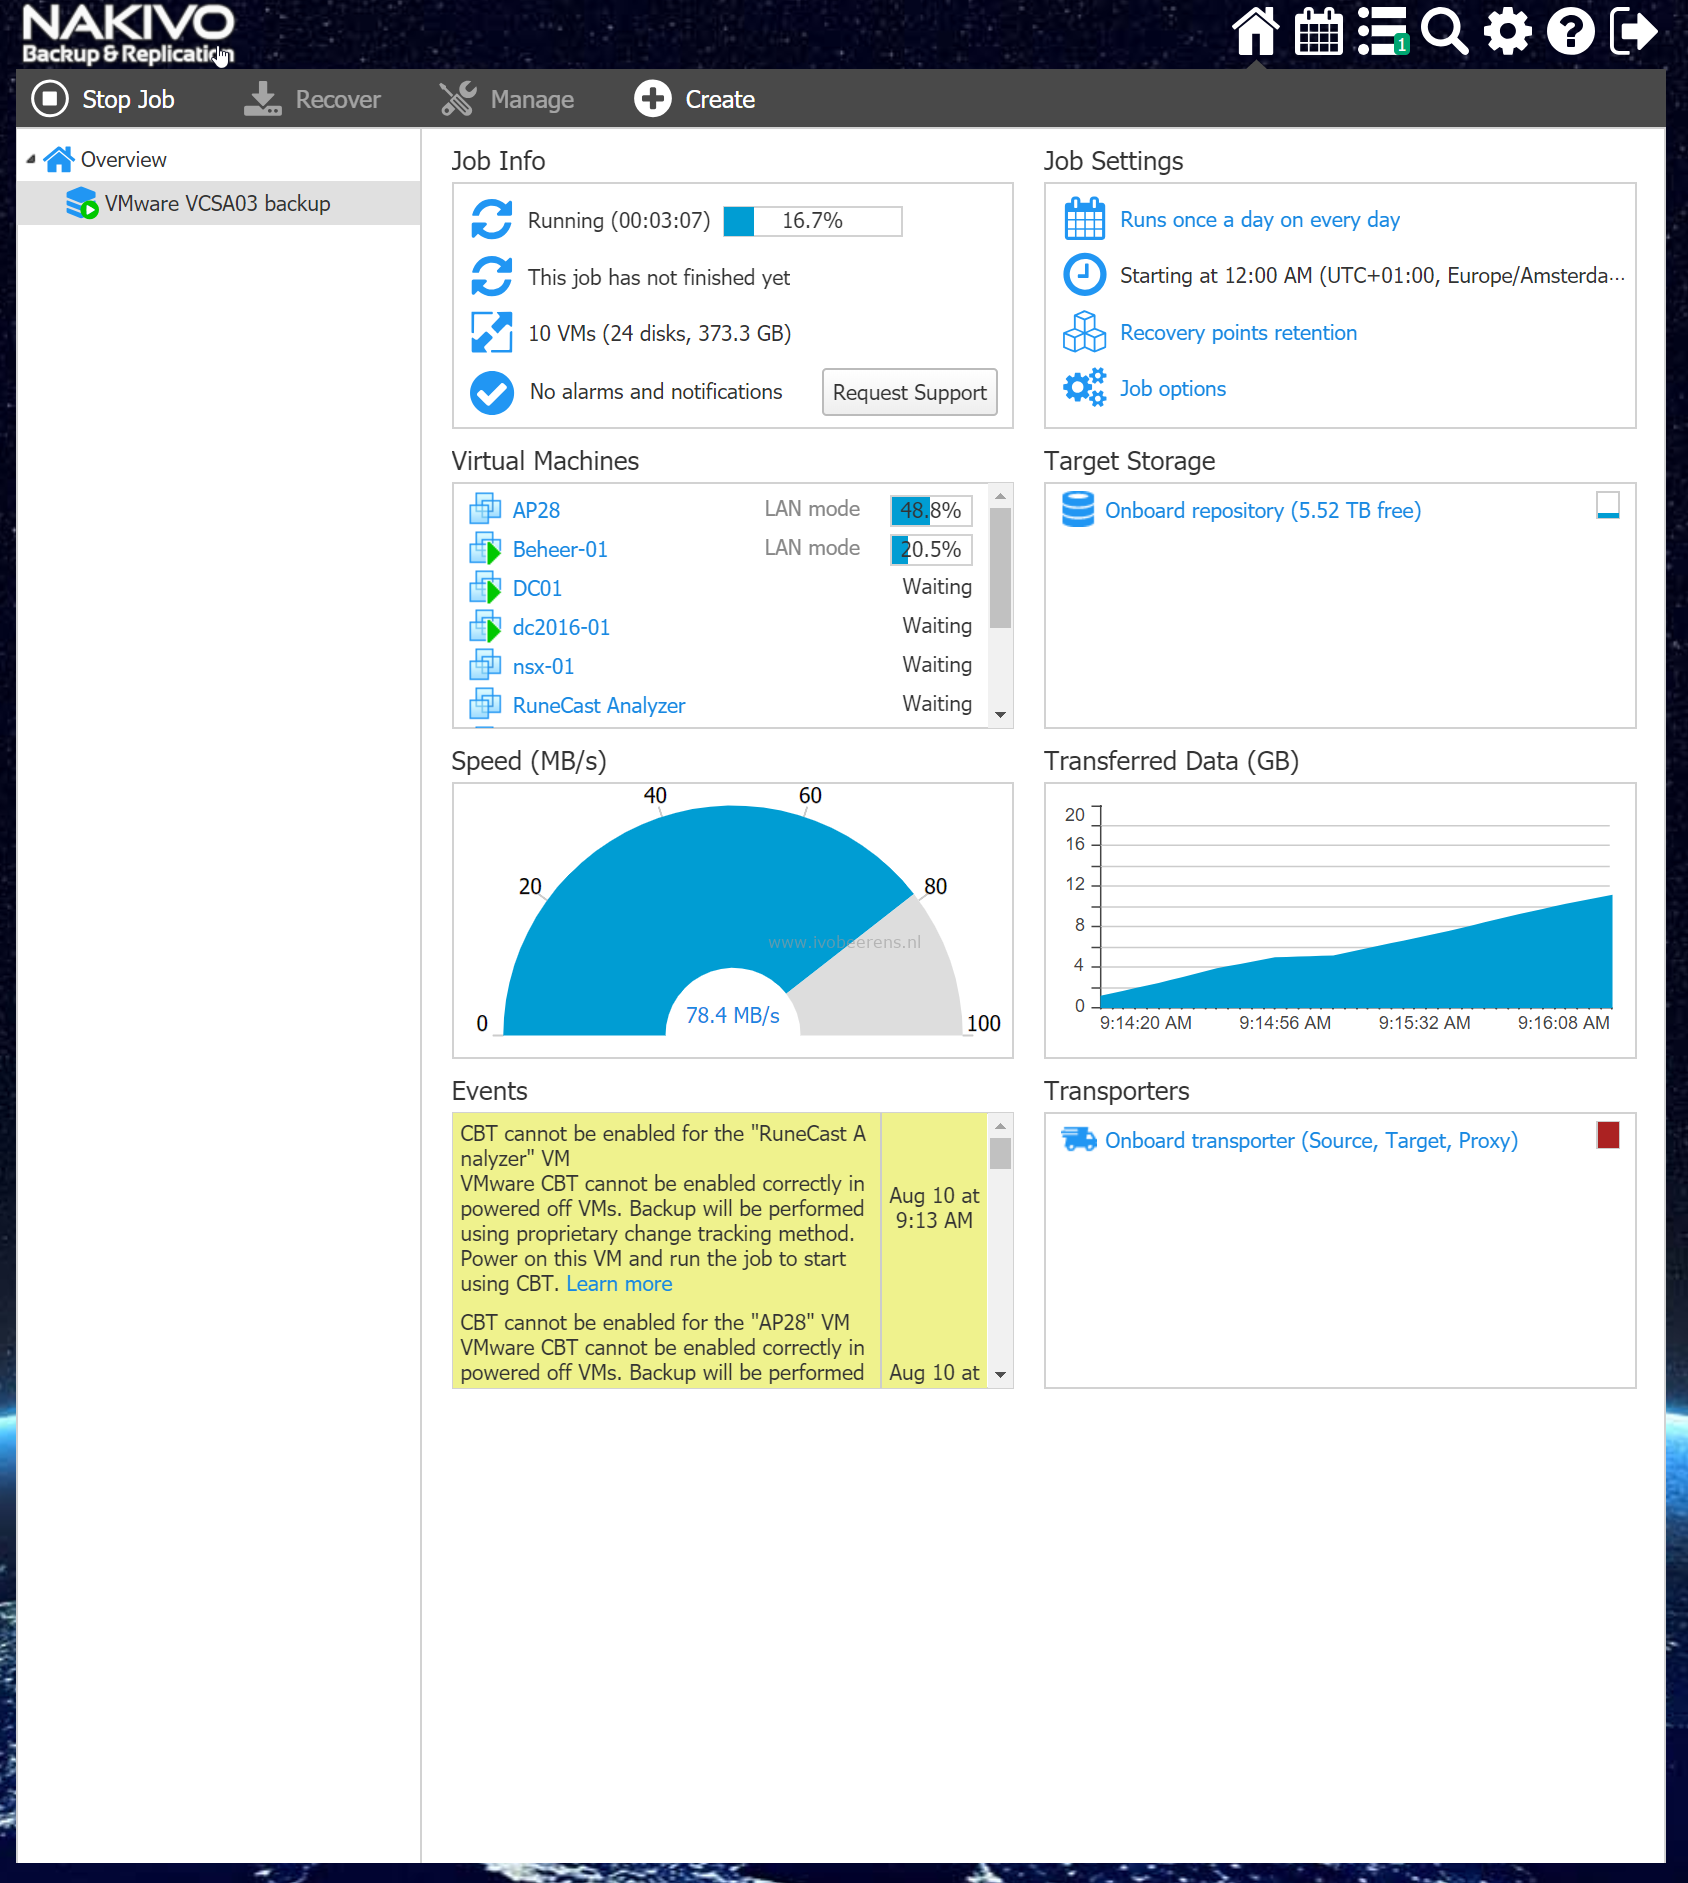 NAKIVO
Backup & Replication
1
Stop Job
Recover
Manage
Create
Overview
VMware VCSA03 backup
Job Info
Running (00:03:07)
16.7%
This job has not finished yet
10 VMs (24 disks, 373.3 GB)
No alarms and notifications
Request Support
Job Settings
Runs once a day on every day
Starting at 12:00 AM (UTC+01:00, Europe/Amsterda...
Recovery points retention
Job options
Virtual Machines
AP28 LAN mode 48.8%
Beheer-01 LAN mode 20.5%
DC01 Waiting
dc2016-01 Waiting
nsx-01 Waiting
RuneCast Analyzer Waiting
Target Storage
Onboard repository (5.52 TB free)
Speed (MB/s)
0
20
40
60
80
100
78.4 MB/s
www.ivobeerens.nl
Transferred Data (GB)
20
16
12
8
4
0
9:14:20 AM 9:14:56 AM 9:15:32 AM 9:16:08 AM
Events
CBT cannot be enabled for the "RuneCast A
nalyzer" VM
VMware CBT cannot be enabled correctly in
powered off VMs. Backup will be performed
using proprietary change tracking method.
Power on this VM and run the job to start
using CBT. Learn more
Aug 10 at
9:13 AM
CBT cannot be enabled for the "AP28" VM
VMware CBT cannot be enabled correctly in
powered off VMs. Backup will be performed
Aug 10 at
Transporters
Onboard transporter (Source, Target, Proxy)